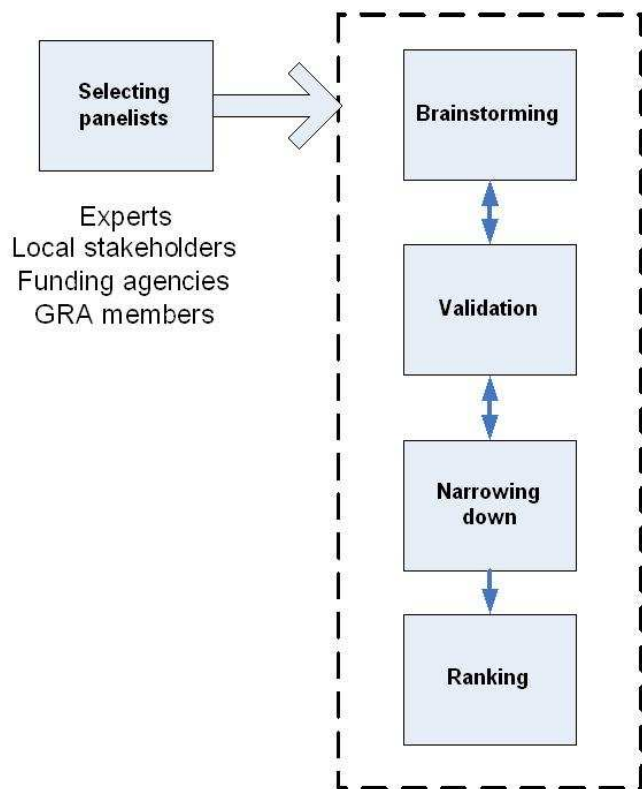 Selecting
panelists
Experts
Local stakeholders
Funding agencies
GRA members
Brainstorming
Validation
Narrowing
down
Ranking